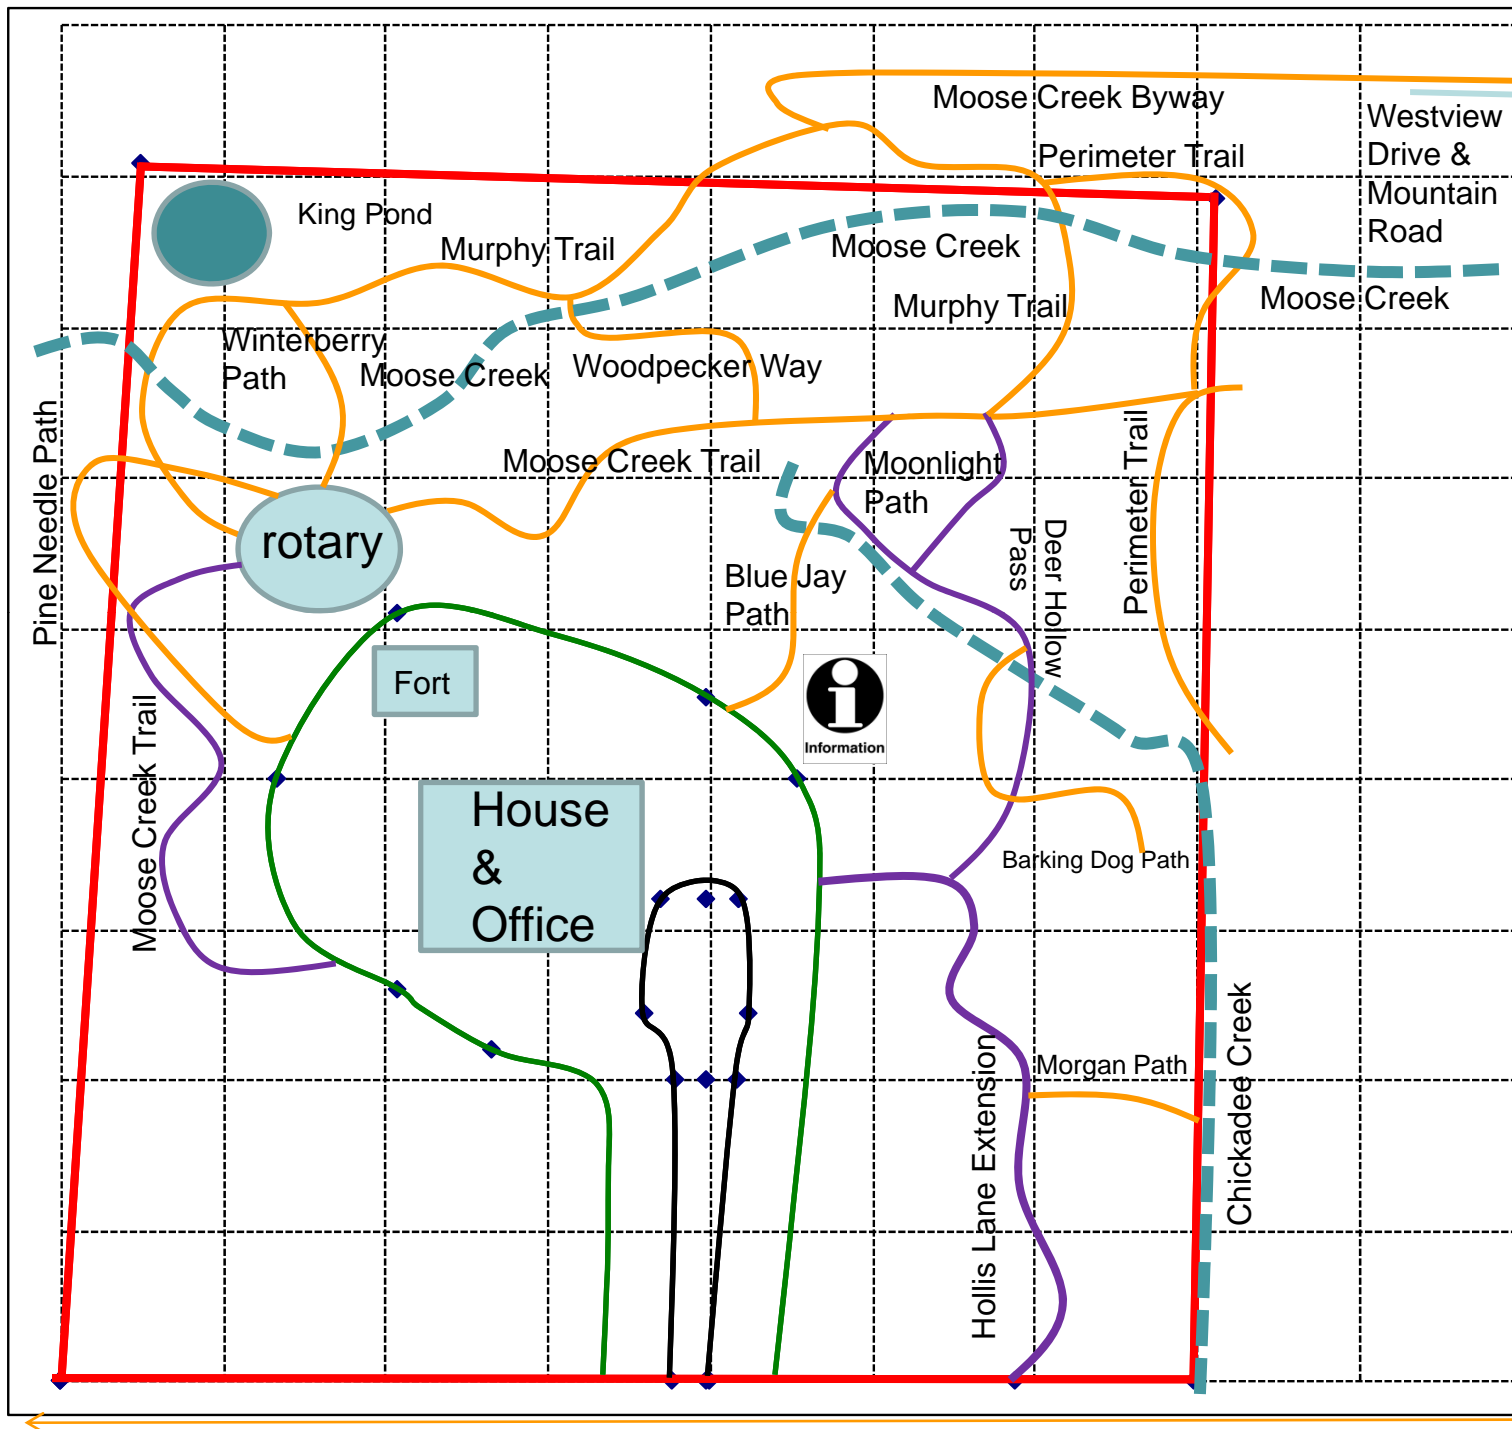 Moose Creek Byway
Westview
Drive &
Mountain
Road
Perimeter Trail
King Pond
Murphy Trail
Moose Creek
Murphy Trail
Moose Creek
Winterberry
Path
Moose Creek
Woodpecker Way
Pine Needle Path
Moose Creek Trail
Moonlight
Path
Perimeter Trail
rotary
Deer Hollow
Pass
Blue Jay
Path
Fort
Information
Moose Creek Trail
House
&
Office
Barking Dog Path
Morgan Path
Hollis Lane Extension
Chickadee Creek